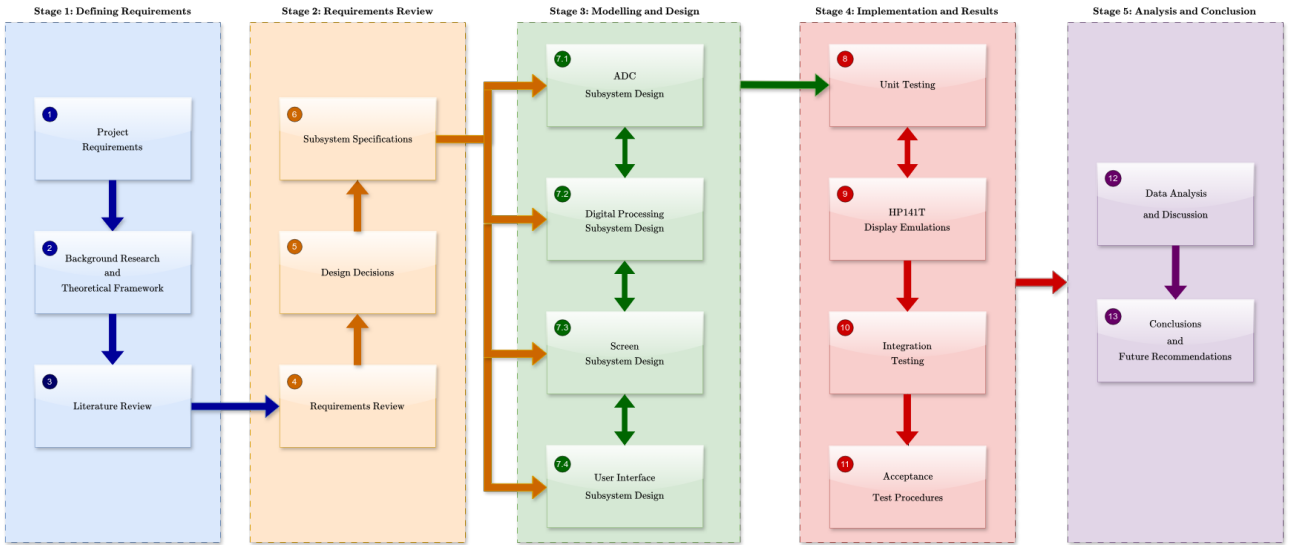 Stage 1: Defining Requirements
1
Project
Requirements
2
Background Research
and
Theoretical Framework
3
Literature Review
Stage 2: Requirements Review
6
Subsystem Specifications
5
Design Decisions
4
Requirements Review
Stage 3: Modelling and Design
7.1
ADC
Subsystem Design
7.2
Digital Processing
Subsystem Design
7.3
Screen
Subsystem Design
7.4
User Interface
Subsystem Design
Stage 4: Implementation and Results
8
Unit Testing
9
HP141T
Display Emulations
10
Integration
Testing
11
Acceptance
Test Procedures
Stage 5: Analysis and Conclusion
12
Data Analysis
and Discussion
13
Conclusions
and
Future Recommendations